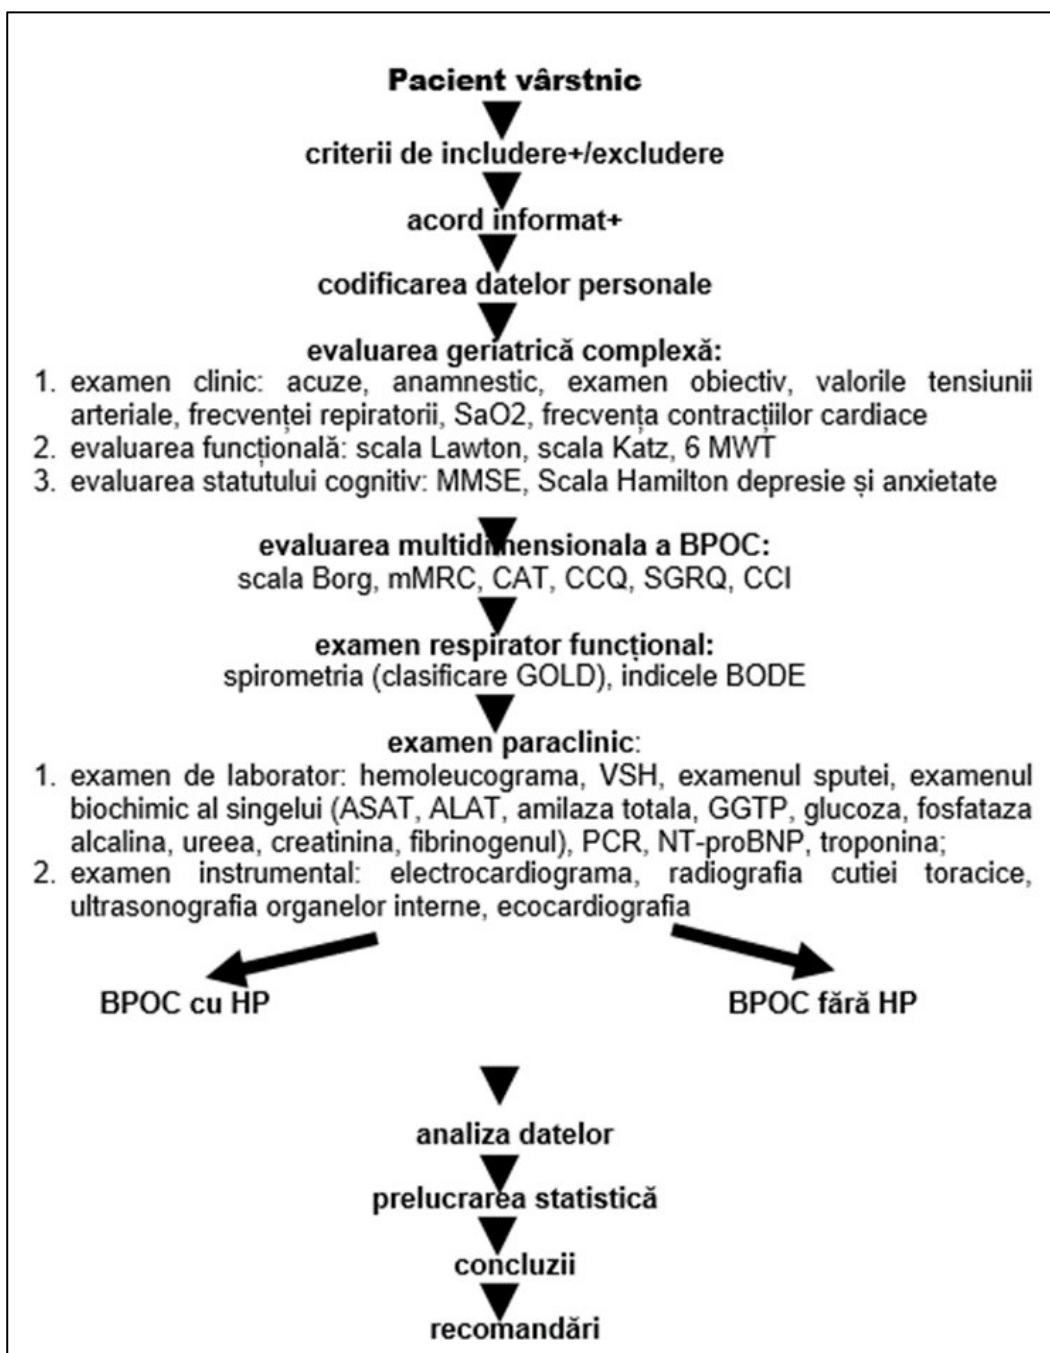 Pacient vârstnic
criterii de includere+/excludere
acord informat+
codificarea datelor personale
evaluarea geriatrică complexă:
1. examen clinic: acuze, anamnestic, examen obiectiv, valorile tensiunii
arteriale, frecvenței repiratorii, SaO2, frecvența contracțiilor cardiace
2. evaluarea funcțională: scala Lawton, scala Katz, 6 MWT
3. evaluarea statutului cognitiv: MMSE, Scala Hamilton depresie și anxietate
evaluarea multidimensionala a BPOC:
scala Borg, mMRC, CAT, CCQ, SGRQ, CCI
examen respirator funcțional:
spirometria (clasificare GOLD), indicele BODE
examen paraclinic:
1. examen de laborator: hemoleucograma, VSH, examenul sputei, examenul
biochimic al singelui (ASAT, ALAT, amilaza totala, GGTP, glucoza, fosfataza
alcalina, ureea, creatinina, fibrinogenul), PCR, NT-proBNP, troponina;
2. examen instrumental: electrocardiograma, radiografia cutiei toracice,
ultrasonografia organelor interne, ecocardiografia
BPOC cu HP
BPOC fără HP
analiza datelor
prelucrarea statistică
concluzii
recomandări